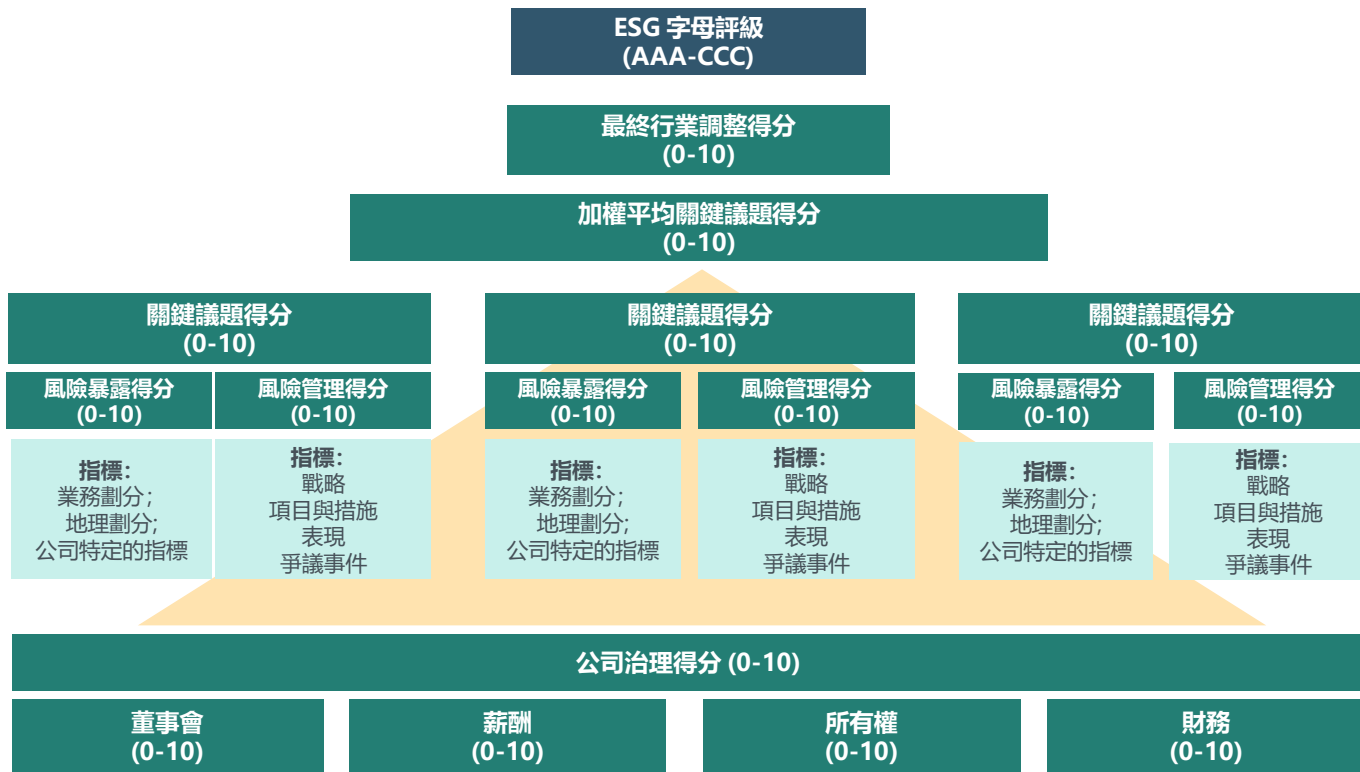 ESG 字母評級
(AAA-CCC)
最終行業調整得分
(0-10)
加權平均關鍵議題得分
(0-10)
關鍵議題得分
(0-10)
風險暴露得分
(0-10)
風險管理得分
(0-10)
指標：
業務劃分；
地理劃分;
公司特定的指標
指標：
戰略
項目與措施
表現
爭議事件
關鍵議題得分
(0-10)
風險暴露得分
(0-10)
風險管理得分
(0-10)
指標：
業務劃分；
地理劃分;
公司特定的指標
指標：
戰略
項目與措施
表現
爭議事件
關鍵議題得分
(0-10)
風險暴露得分
(0-10)
風險管理得分
(0-10)
指標：
業務劃分；
地理劃分;
公司特定的指標
指標：
戰略
項目與措施
表現
爭議事件
公司治理得分 (0-10)
董事會
(0-10)
薪酬
(0-10)
所有權
(0-10)
財務
(0-10)